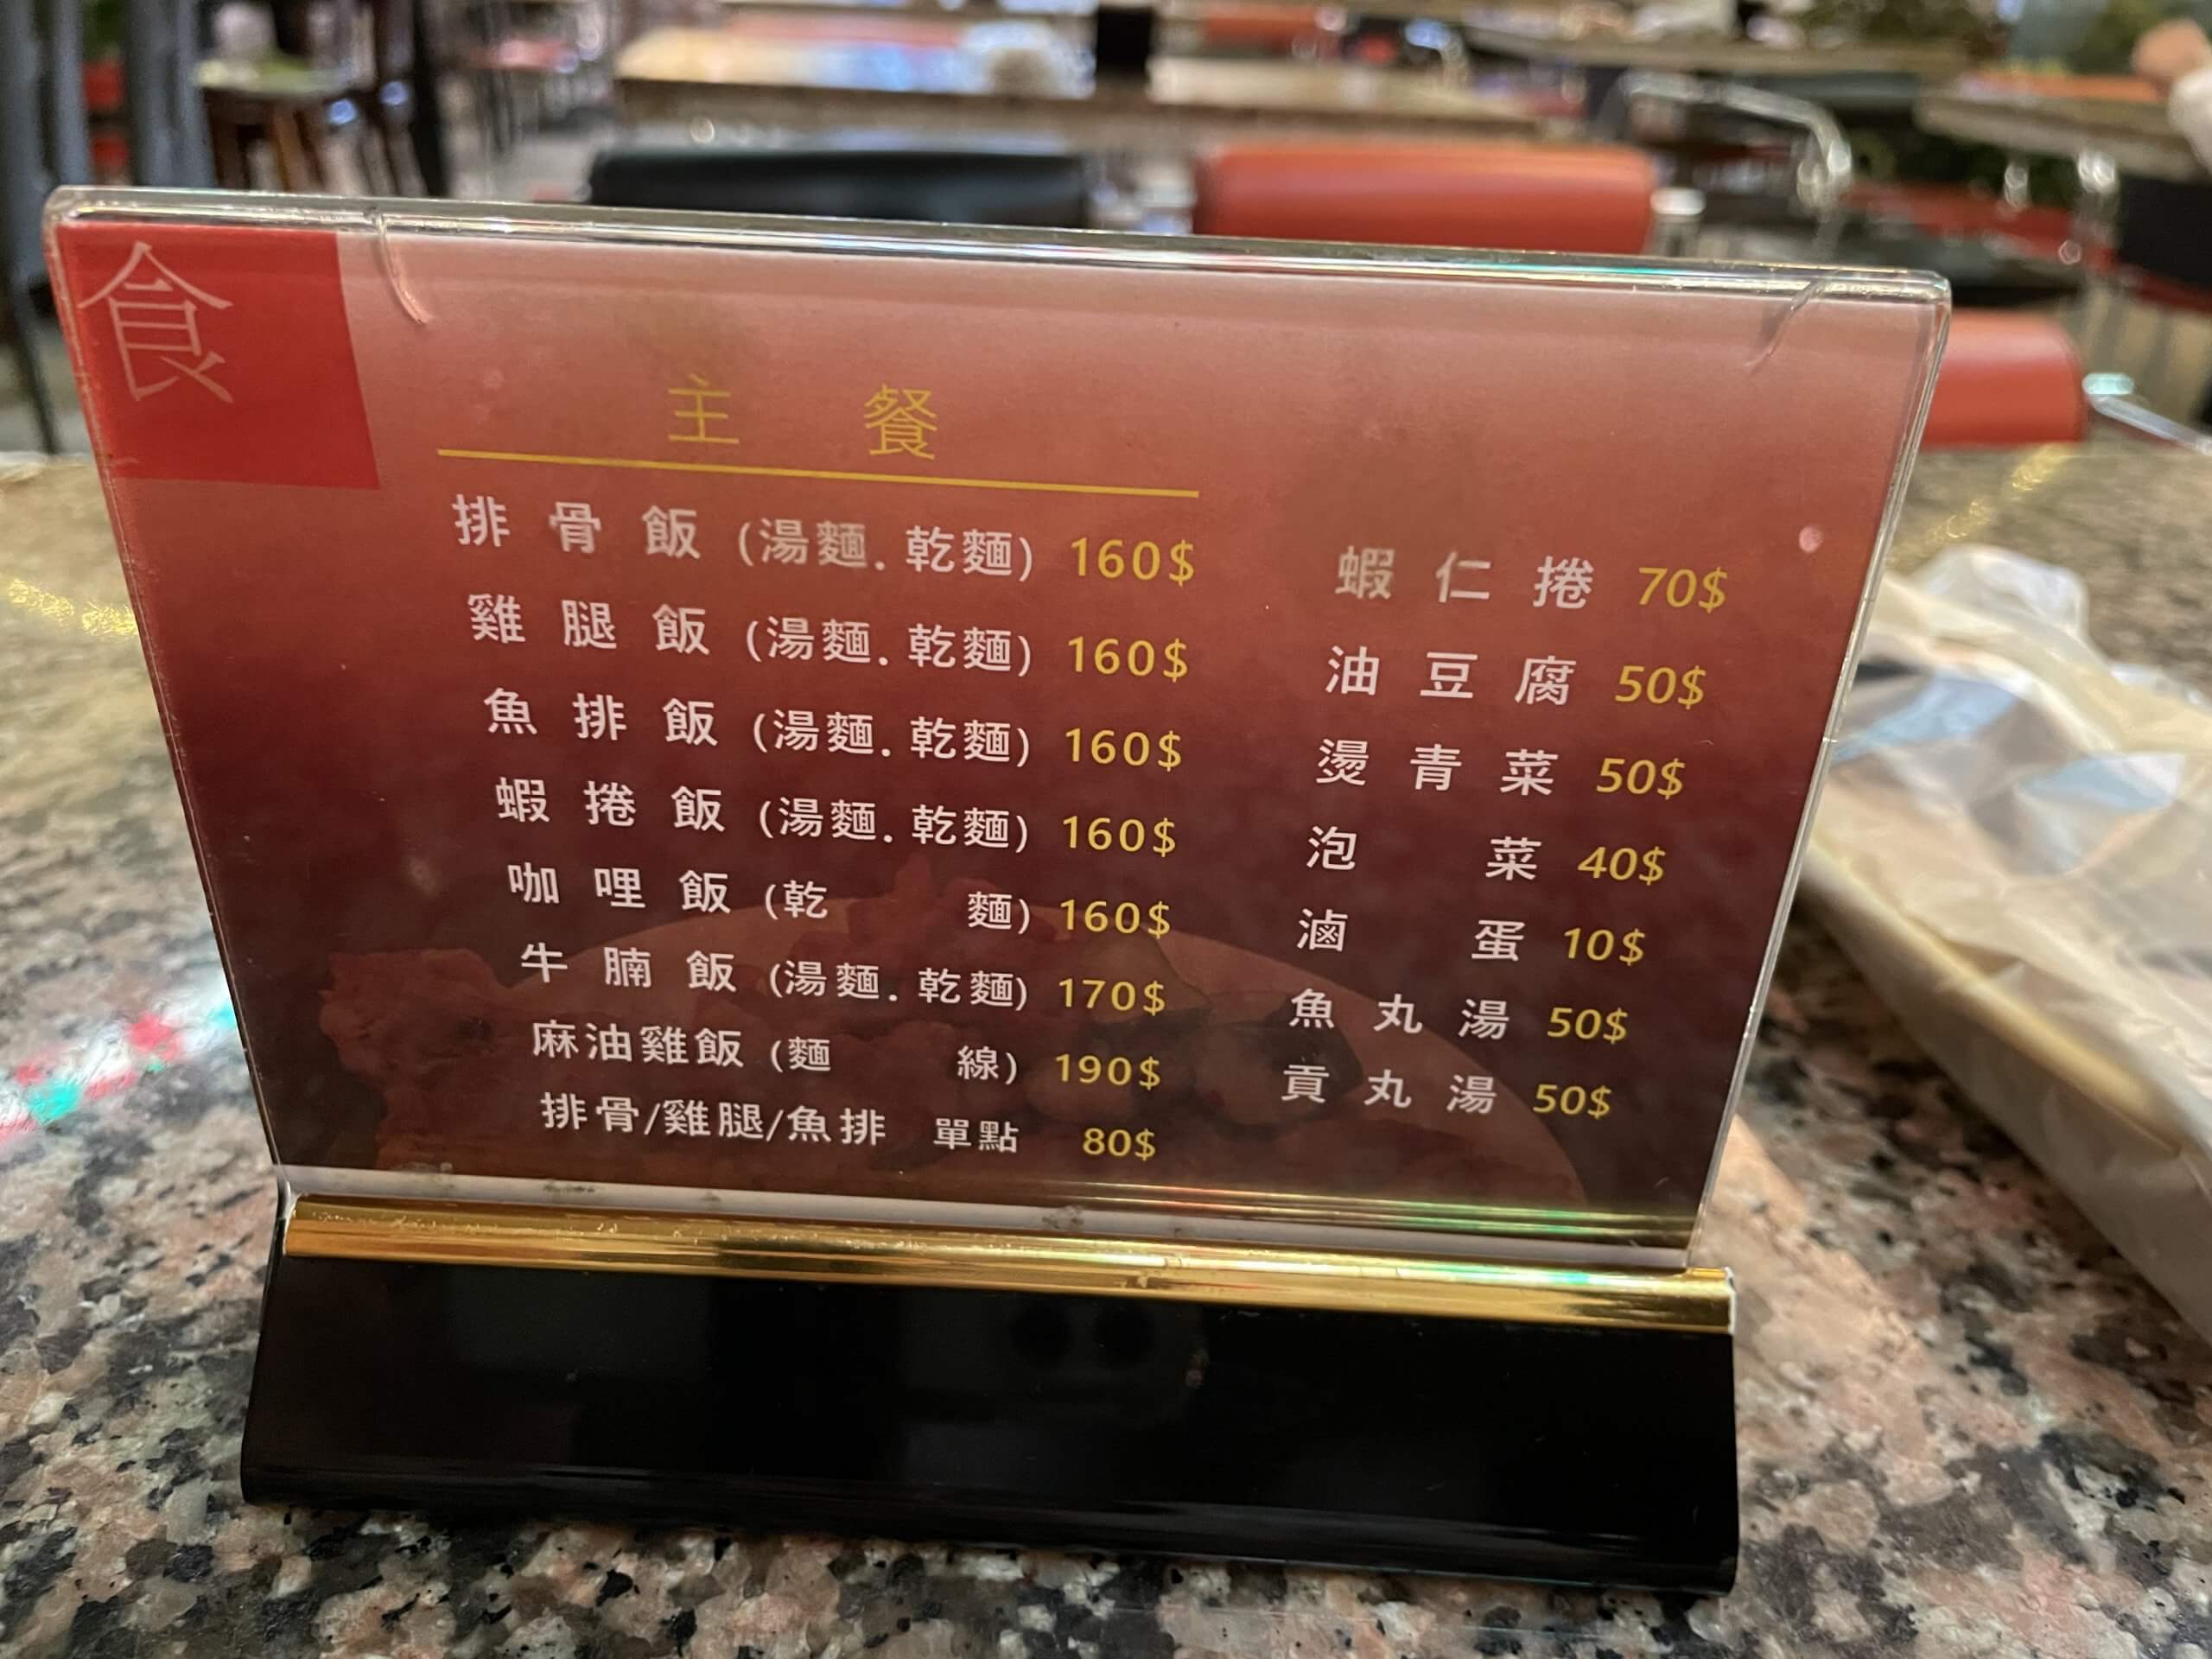 食
主餐
排骨飯 (湯麵.乾麵) 160$
雞腿飯 (湯麵.乾麵) 160$
魚排飯 (湯麵.乾麵) 160$
蝦捲飯 (湯麵.乾麵) 160$
咖哩飯 (乾麵) 160$
牛腩飯 (湯麵.乾麵) 170$
麻油雞飯 (麵線) 190$
排骨/雞腿/魚排 單點 80$
蝦仁捲 70$
油豆腐 50$
燙青菜 50$
泡菜 40$
滷蛋 10$
魚丸湯 50$
貢丸湯 50$